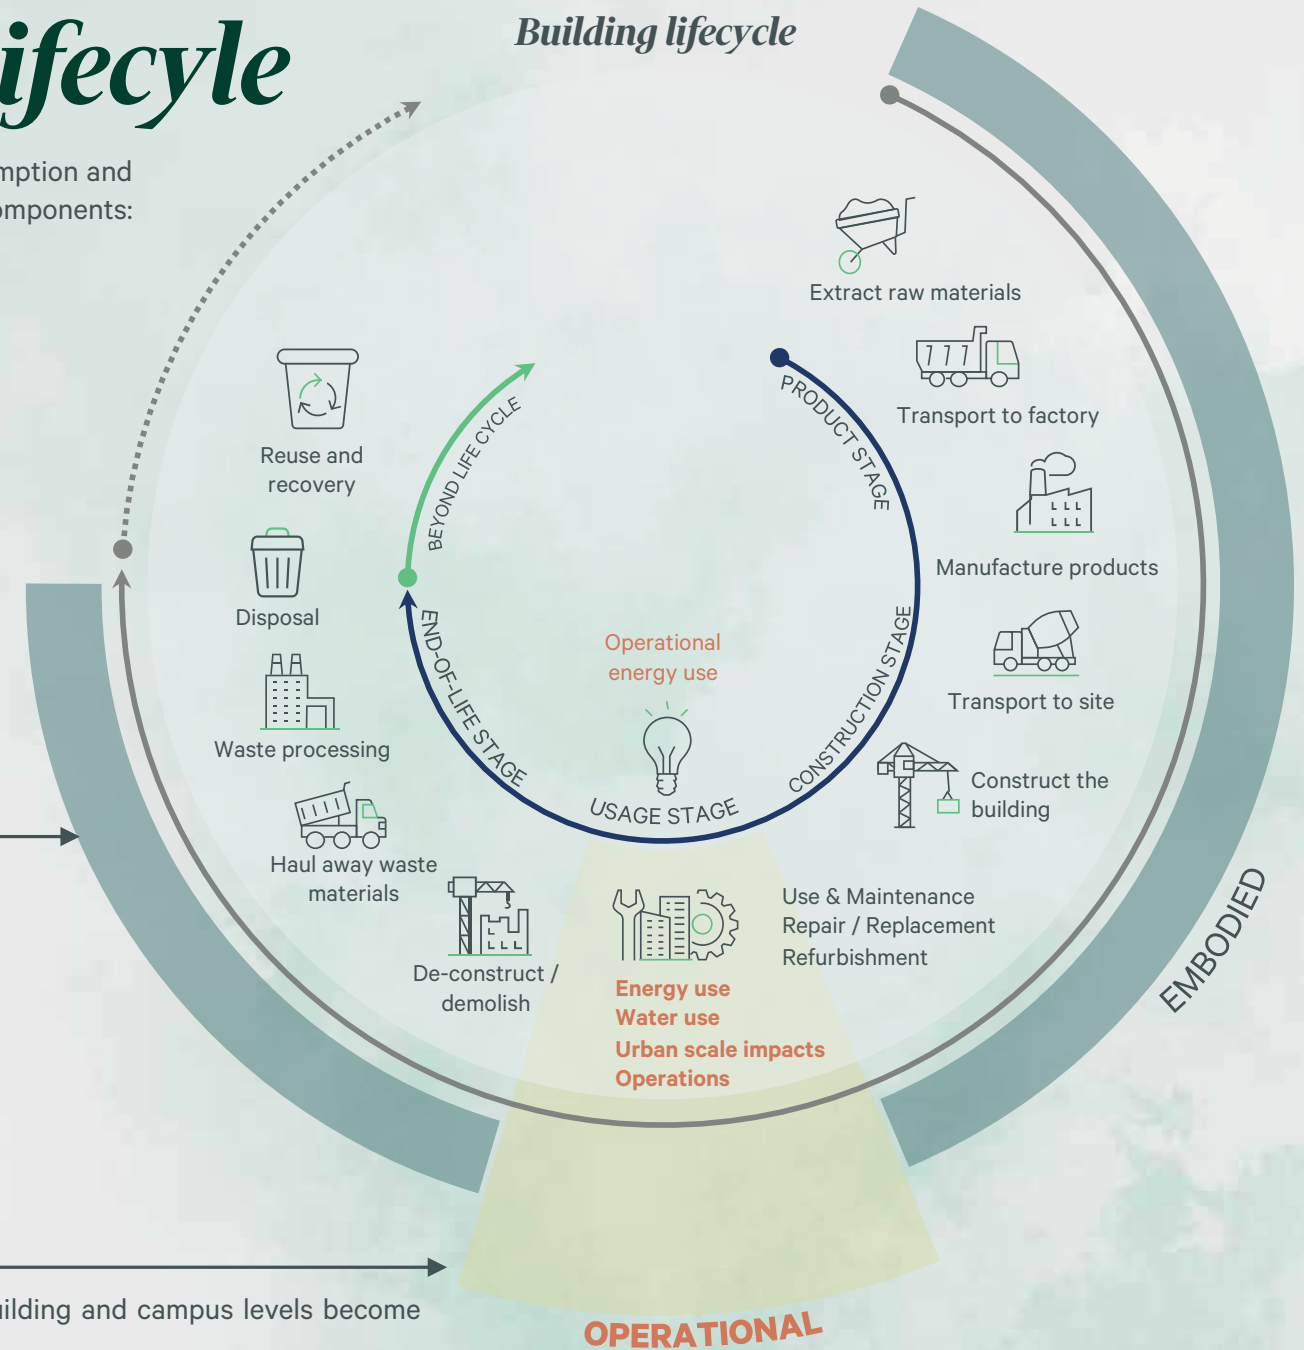 ifecyle
Building lifecycle
mption and
omponents:
Extract raw materials
Transport to factory
Manufacture products
Transport to site
Construct the
building
Use & Maintenance
Repair / Replacement
Refurbishment
Energy use
Water use
Urban scale impacts
Operations
De-construct /
demolish
Haul away waste
materials
Waste processing
Disposal
Reuse and
recovery
PRODUCT STAGE
CONSTRUCTION STAGE
USAGE STAGE
END-OF-LIFE STAGE
BEYOND LIFE CYCLE
Operational
energy use
EMBODIED
OPERATIONAL
uilding and campus levels become